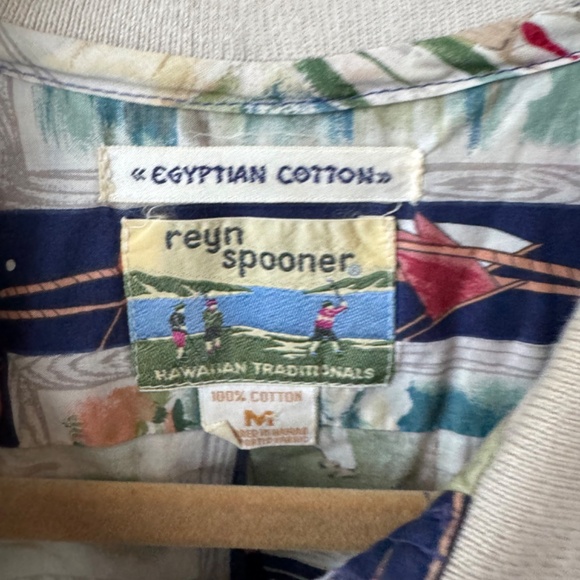 «EGYPTIAN COTTON»
reyn
spooner®
HAWAIIAN TRADITIONALS
100% COTTON
M